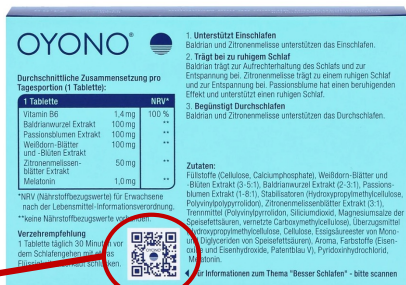 OYONO®
Durchschnittliche Zusammensetzung pro
Tagesportion (1 Tablette):
1 Tablette NRV*
Vitamin B6 1,4 mg 100 %
Baldrianwurzel Extrakt 100 mg **
Passionsblumen Extrakt 100 mg **
Weißdorn-Blätter
und -Blüten Extrakt 100 mg **
Zitronenmelissen-
blätter Extrakt 50 mg **
Melatonin 1,0 mg **
*NRV (Nährstoffbezugswerte) für Erwachsene
nach der Lebensmittel-Informationsverordnung.
**keine Nährstoffbezugswerte vorhanden.
Verzehrempfehlung
1 Tablette täglich 30 Minuten vor
dem Schlafengehen mit etwas
Flüssigkeit
1. Unterstützt Einschlafen
Baldrian und Zitronenmelisse unterstützen das Einschlafen.
2. Trägt bei zu ruhigem Schlaf
Baldrian trägt zur Aufrechterhaltung des Schlafs und zur
Entspannung bei. Zitronenmelisse trägt zu einem ruhigen Schlaf
und zur Entspannung bei. Passionsblume hat einen beruhigenden
Effekt und unterstützt einen ruhigen Schlaf.
3. Begünstigt Durchschlafen
Baldrian und Zitronenmelisse unterstützen das Durchschlafen.
Zutaten:
Füllstoffe (Cellulose, Calciumphosphate), Weißdorn-Blätter und
-Blüten Extrakt (3-5:1), Baldrianwurzel Extrakt (2-3:1), Passions-
blumen Extrakt (1-8:1), Stabilisatoren (Hydroxypropylmethylcellulose,
Polyvinylpolypyrrolidon), Zitronenmelissenblätter Extrakt (3:1),
Trennmittel (Polyvinylpyrrolidon, Siliciumdioxid, Magnesiumsalze der
Speisefettsäuren, vernetzte Carboxymethylcellulose), Überzugsmittel
(Hydroxypropylmethylcellulose, Cellulose, Essigsäureester von Mono-
und Diglyceriden von Speisefettsäuren), Aroma, Farbstoffe (Eisen-
oxide und Eisenhydroxide, Patentblau V), Pyridoxinhydrochlorid,
Melatonin.
Für Informationen zum Thema "Besser Schlafen" - bitte scannen